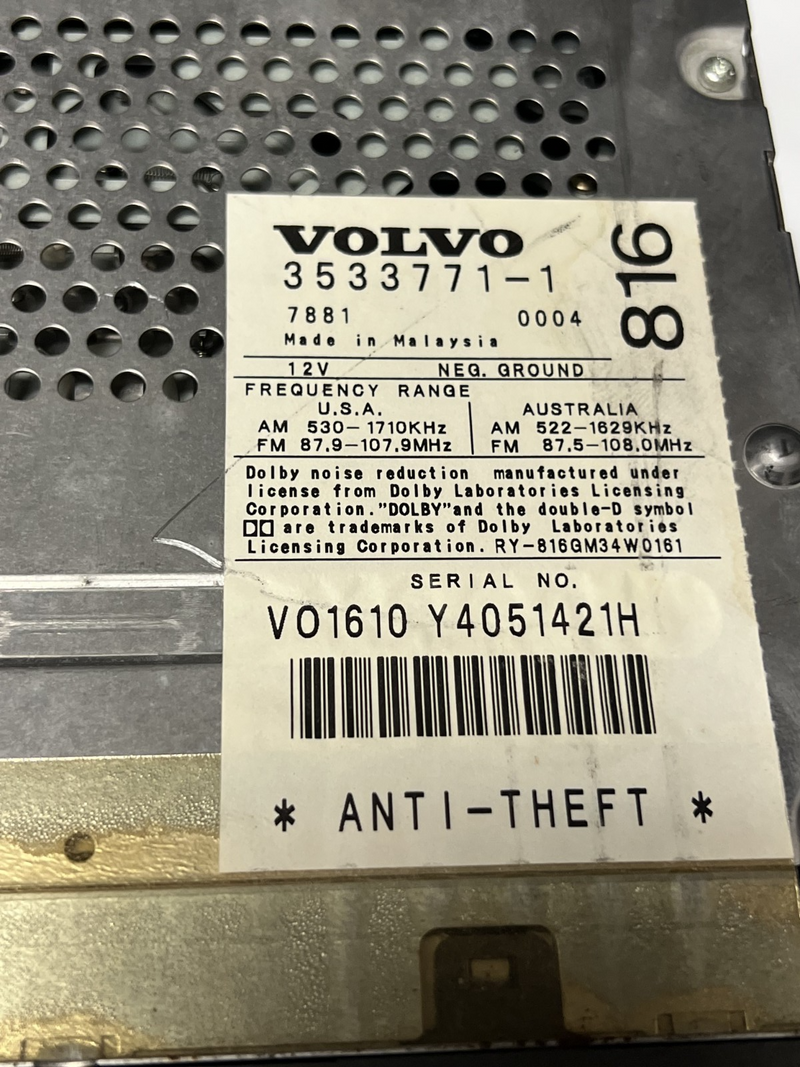 VOLVO
3533771-1
816
7881 0004
Made in Malaysia
12V NEG. GROUND
FREQUENCY RANGE
U.S.A. AUSTRALIA
AM 530-1710KHz AM 522-1629KHz
FM 87.9-107.9MHz FM 87.5-108.0MHz
Dolby noise reduction manufactured under
license from Dolby Laboratories Licensing
Corporation."DOLBY"and the double-D symbol
are trademarks of Dolby Laboratories
Licensing Corporation. RY-816GM34W0161
SERIAL NO.
VO1610 Y4051421H
* ANTI-THEFT *